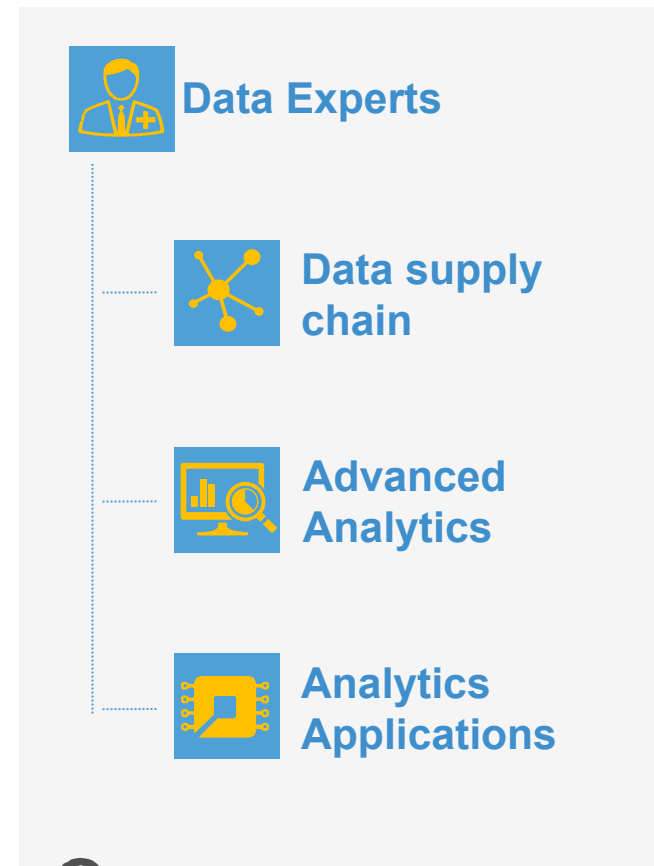 Data Experts
Data supply
chain
Advanced
Analytics
Analytics
Applications